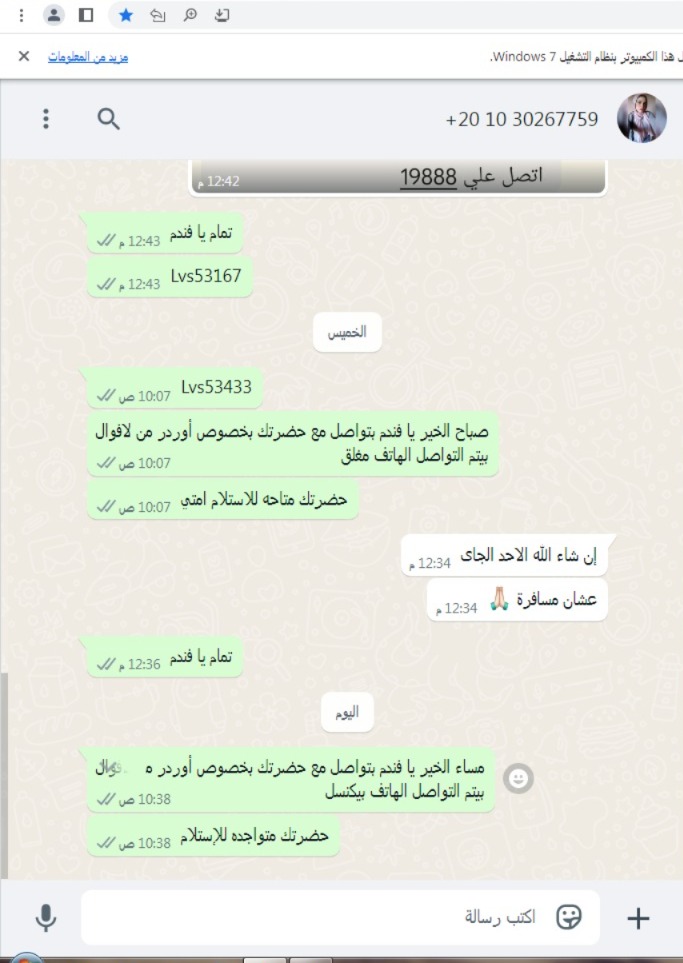 مزيد من المعلومات
هذا الكمبيوتر بنظام التشغيل Windows 7.
+20 10 30267759
اتصل علي 19888
12:42 م
تمام يا فندم
12:43 م
Lvs53167
12:43 م
الخميس
Lvs53433
10:07 ص
صباح الخير يا فندم بتواصل مع حضرتك بخصوص أوردر من لافوال
بيتم التواصل الهاتف مغلق
10:07 ص
حضرتك متاحه للاستلام امتي
10:07 ص
إن شاء الله الاحد الجاى
12:34 م
عشان مسافرة 🙏🏻
12:34 م
تمام يا فندم
12:36 م
اليوم
مساء الخير يا فندم بتواصل مع حضرتك بخصوص أوردر
بيتم التواصل الهاتف بيكنسل
10:38 ص
حضرتك متواجده للإستلام
10:38 ص
اكتب رسالة